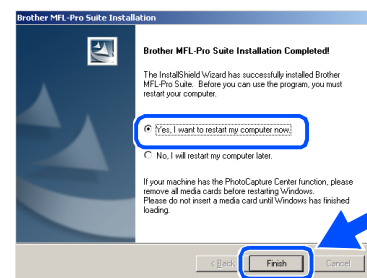 Brother MFL-Pro Suite Installation
Brother MFL-Pro Suite Installation Completed!
The InstallShield Wizard has successfully installed Brother
MFL-Pro Suite. Before you can use the program, you must
restart your computer.
Yes, I want to restart my computer now.
No, I will restart my computer later.
If your machine has the PhotoCapture Center function, please
remove all media cards before restarting Windows.
Please do not insert a media card until Windows has finished
loading.
< Back Finish Cancel